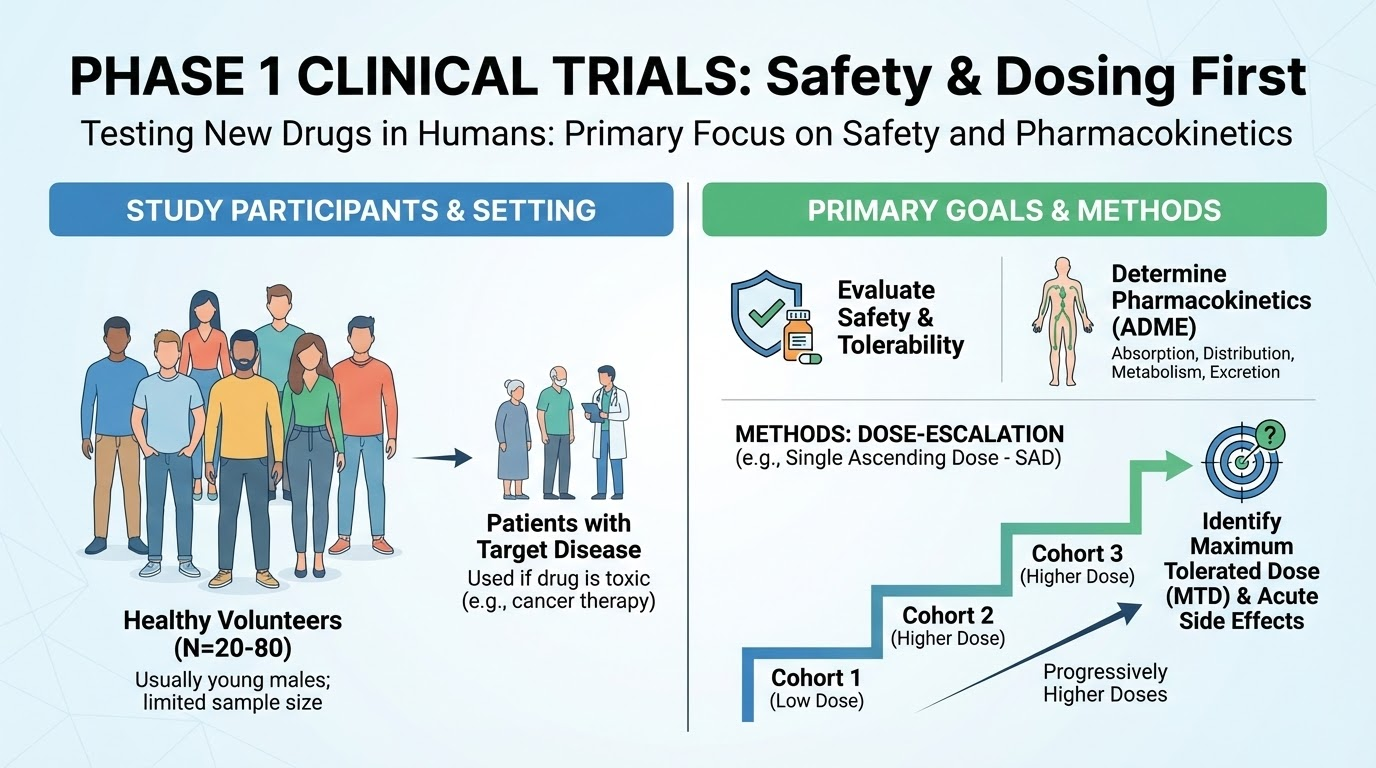 PHASE 1 CLINICAL TRIALS: Safety & Dosing First
Testing New Drugs in Humans: Primary Focus on Safety and Pharmacokinetics
STUDY PARTICIPANTS & SETTING
Healthy Volunteers
(N=20-80)
Usually young males;
limited sample size
Patients with
Target Disease
Used if drug is toxic
(e.g., cancer therapy)
PRIMARY GOALS & METHODS
Evaluate
Safety &
Tolerability
Determine
Pharmacokinetics
(ADME)
Absorption, Distribution,
Metabolism, Excretion
METHODS: DOSE-ESCALATION
(e.g., Single Ascending Dose - SAD)
Cohort 1
(Low Dose)
Cohort 2
(Higher Dose)
Cohort 3
(Higher Dose)
Progressively
Higher Doses
?
Identify
Maximum
Tolerated Dose
(MTD) & Acute
Side Effects